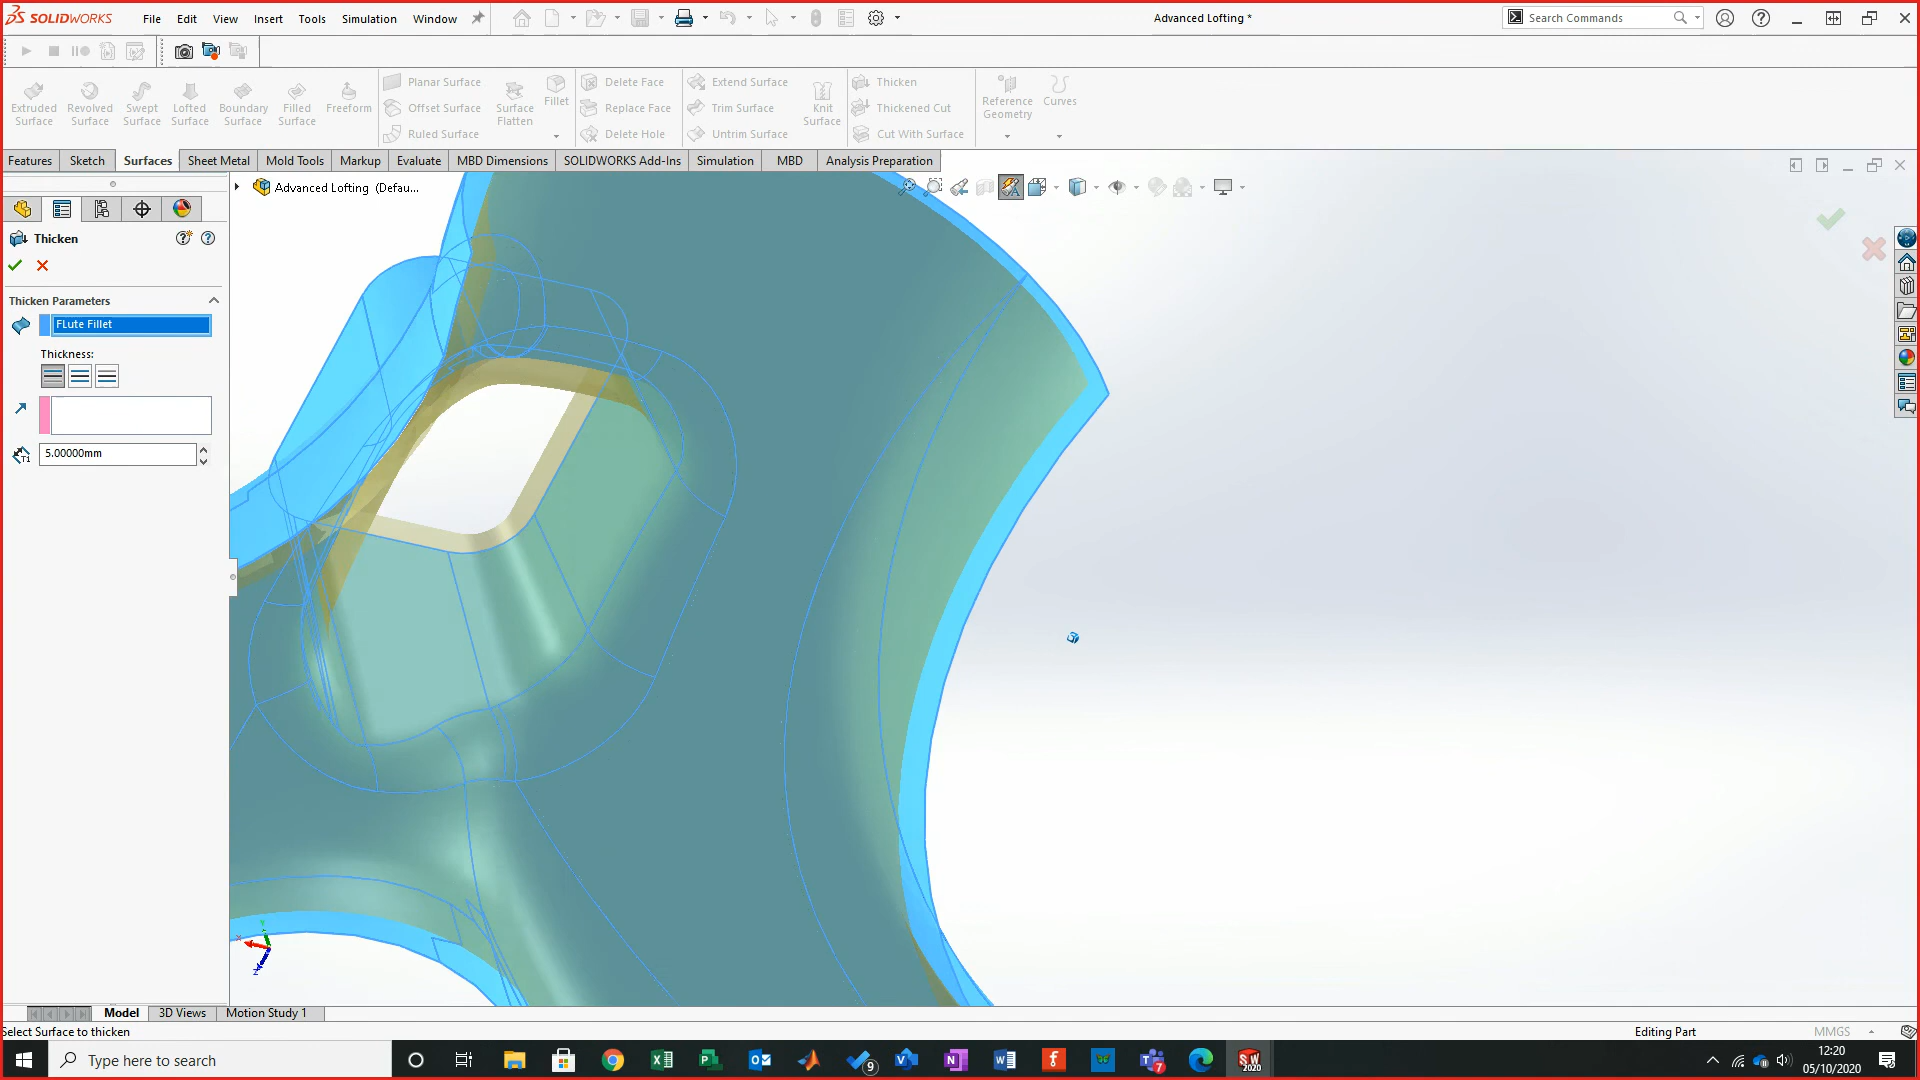 SOLIDWORKS File Edit View Insert Tools Simulation Window Advanced Lofting * Search Commands
Extruded Surface
Revolved Surface
Swept Surface
Lofted Surface
Boundary Surface
Filled Surface
Freeform
Planar Surface
Offset Surface
Ruled Surface
Surface Flatten
Fillet
Delete Face
Replace Face
Delete Hole
Extend Surface
Trim Surface
Untrim Surface
Knit Surface
Thicken
Thickened Cut
Cut With Surface
Reference Geometry
Curves
Features Sketch Surfaces Sheet Metal Mold Tools Markup Evaluate MBD Dimensions SOLIDWORKS Add-Ins Simulation MBD Analysis Preparation
Advanced Lofting (Defau...
Thicken
Thicken Parameters
FLute Fillet
Thickness:
T1 5.00000mm
Y
X
Z
Model 3D Views Motion Study 1
Select Surface to thicken Editing Part MMGS
Type here to search
9
7
SW
2020
12:20
05/10/2020